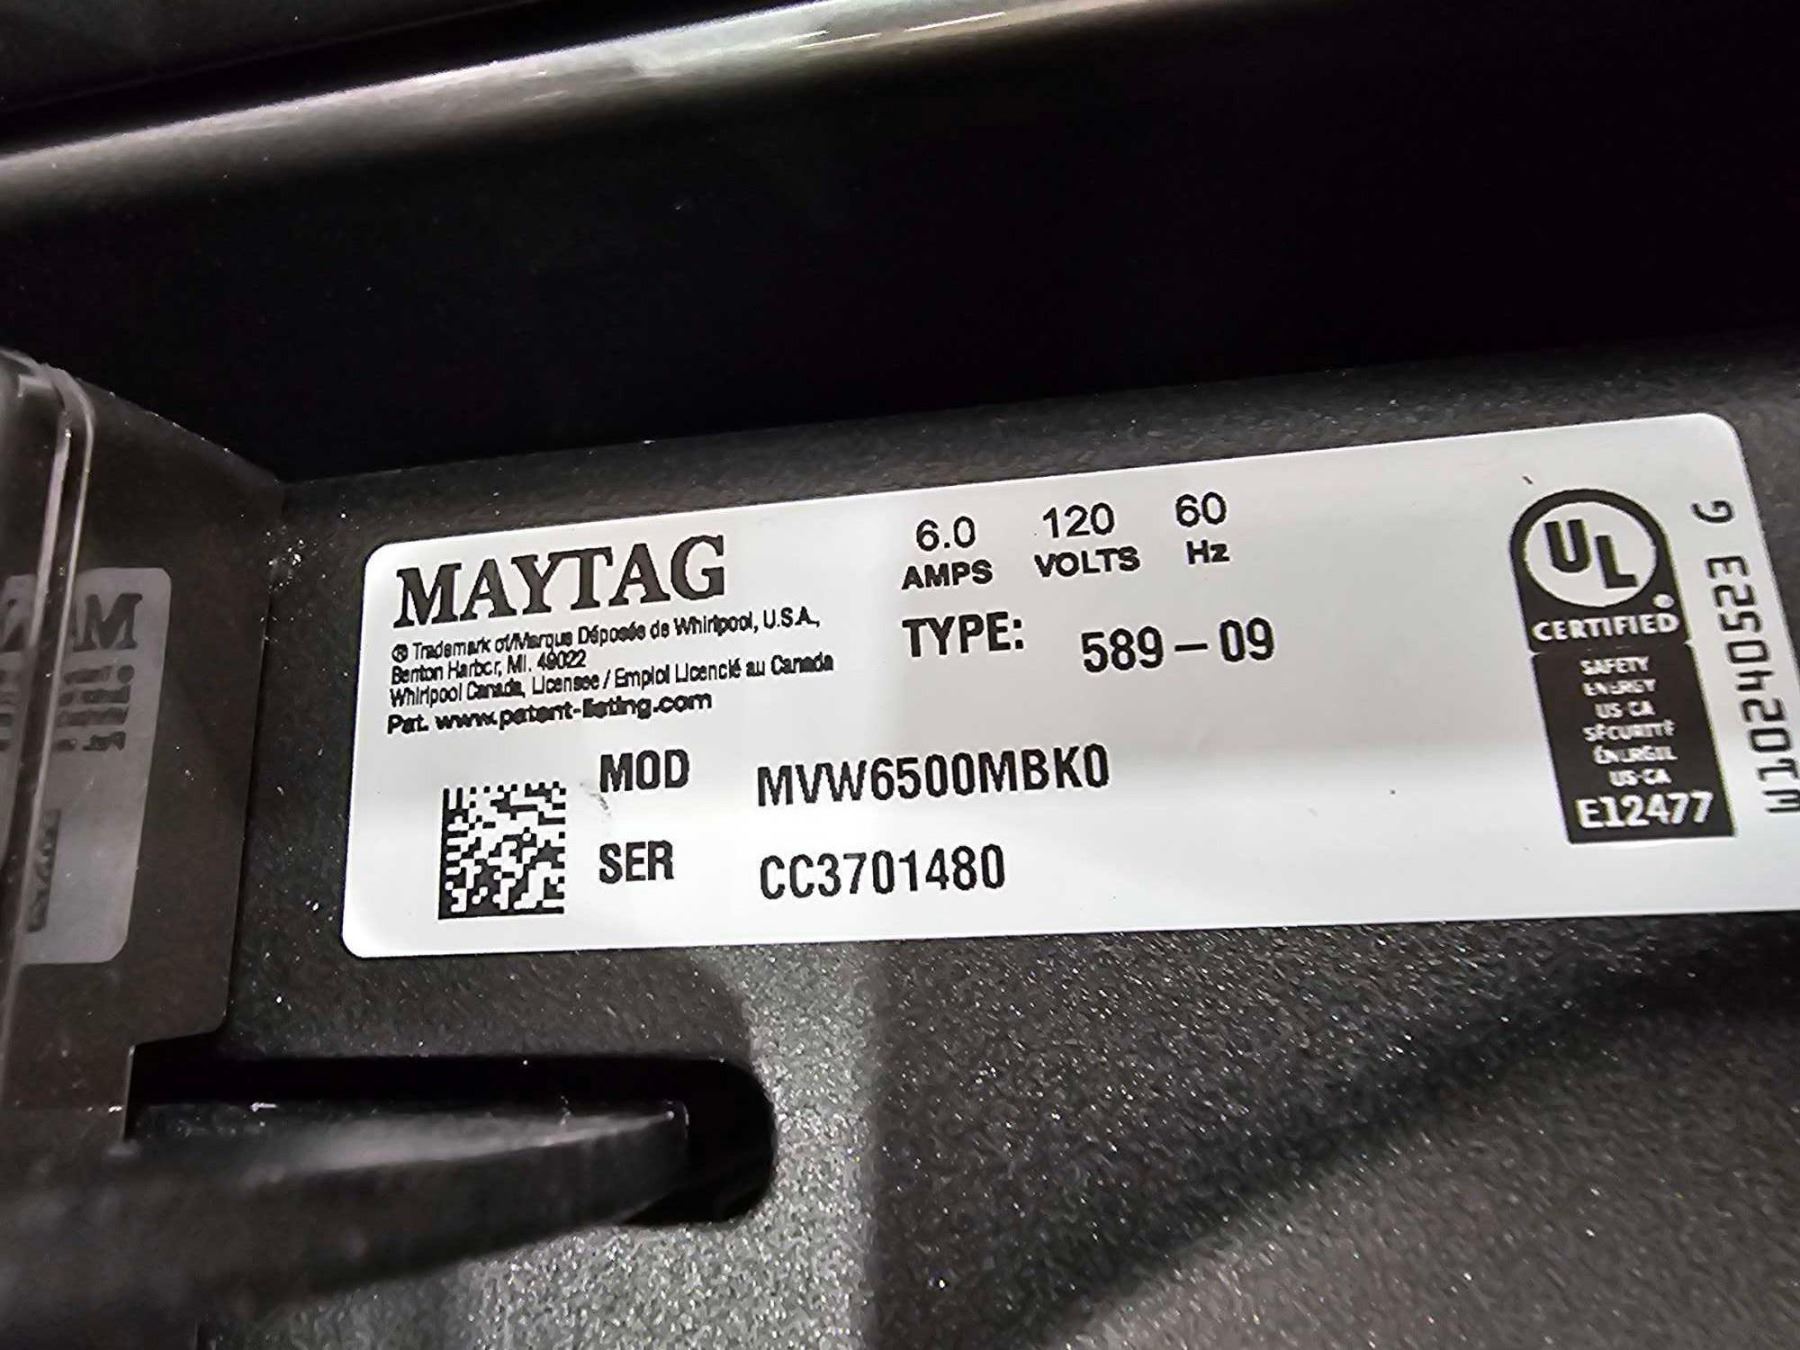 MAYTAG
® Trademark of/Marque Déposée de Whirlpool, U.S.A.,
Benton Harbor, MI. 49022
Whirlpool Canada, Licensee / Emploi Licencié au Canada
Pat. www.patent-listing.com
6.0 120 60
AMPS VOLTS Hz
TYPE: 589-09
MOD MVW6500MBK0
SER CC3701480
UL
CERTIFIED
SAFETY
ENERGY
US-CA
SÉCURITÉ
ÉNERGIE
US-CA
E12477
W10240523 G
MA